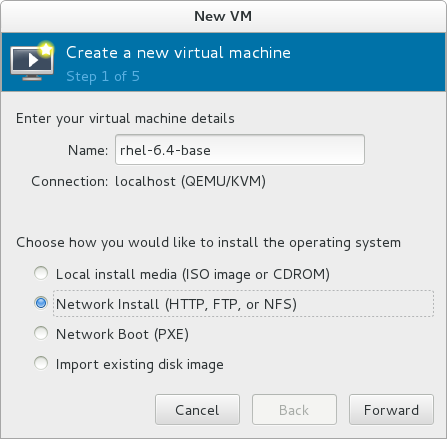 New VM
Create a new virtual machine
Step 1 of 5
Enter your virtual machine details
Name: rhel-6.4-base
Connection: localhost (QEMU/KVM)
Choose how you would like to install the operating system
Local install media (ISO image or CDROM)
Network Install (HTTP, FTP, or NFS)
Network Boot (PXE)
Import existing disk image
Cancel Back Forward